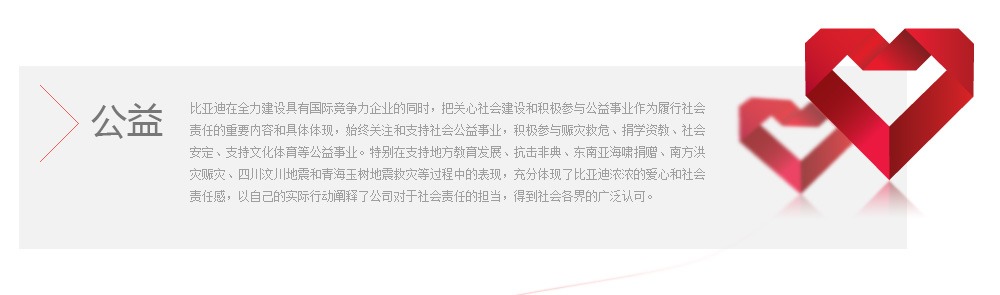 公益
比亚迪在全力建设具有国际竞争力企业的同时，把关心社会建设和积极参与公益事业作为履行社会
责任的重要内容和具体体现，始终关注和支持社会公益事业，积极参与赈灾救危、捐学资教、社会
安定、支持文化体育等公益事业。特别在支持地方教育发展、抗击非典、东南亚海啸捐赠、南方洪
灾赈灾、四川汶川地震和青海玉树地震救灾等过程中的表现，充分体现了比亚迪浓浓的爱心和社会
责任感，以自己的实际行动阐释了公司对于社会责任的担当，得到社会各界的广泛认可。